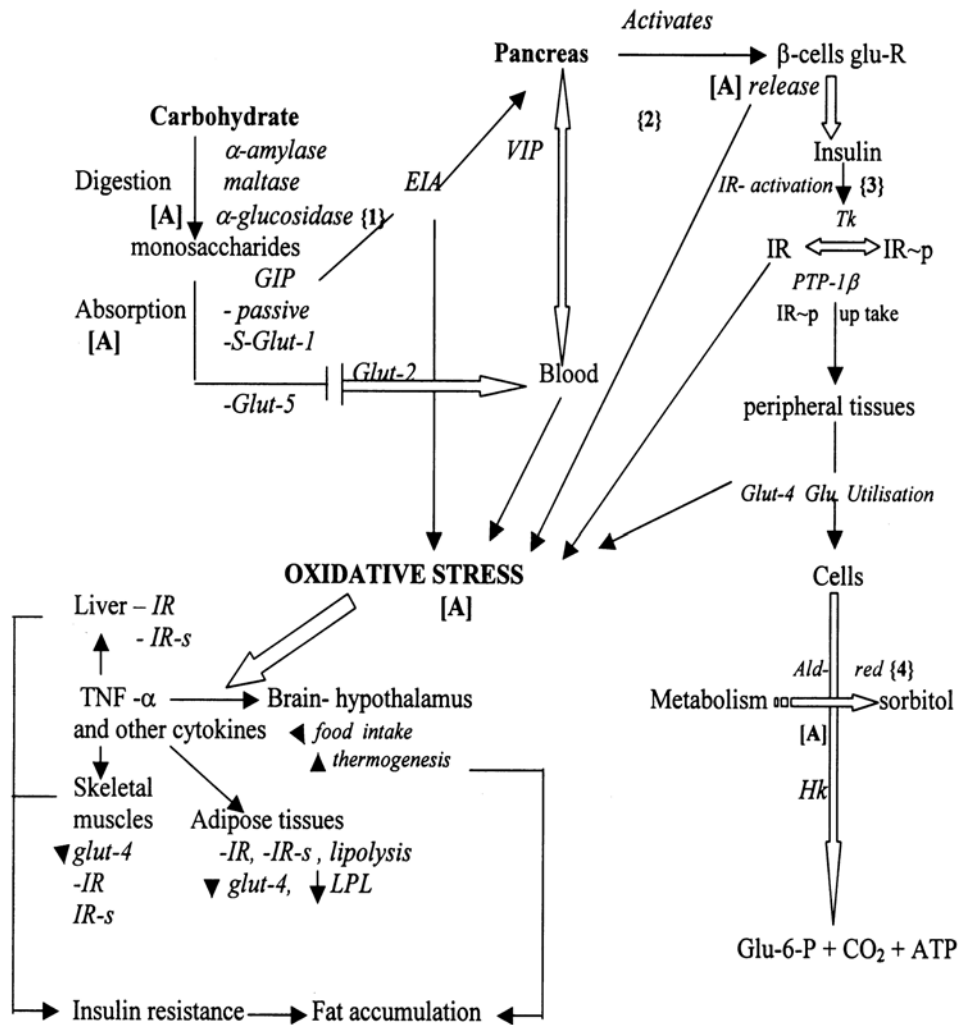 Activates
Pancreas
β-cells glu-R
[A] release
Carbohydrate
{2}
α-amylase
VIP
Insulin
Digestion
maltase
EIA
IR- activation {3}
[A] α-glucosidase {1}
Tk
monosaccharides
IR IR~p
GIP
PTP-1β
Absorption
- passive
IR~p up take
[A]
-S-Glut-1
Glut-2
Blood
-Glut-5
peripheral tissues
Glut-4 Glu Utilisation
OXIDATIVE STRESS
Cells
[A]
Liver – IR
- IR-s
Ald- red {4}
TNF -α
Brain- hypothalamus
Metabolism sorbitol
and other cytokines
food intake
[A]
thermogenesis
Skeletal
Hk
muscles
Adipose tissues
glut-4
-IR, -IR-s , lipolysis
-IR
glut-4, LPL
IR-s
Glu-6-P + CO₂ + ATP
Insulin resistance
Fat accumulation